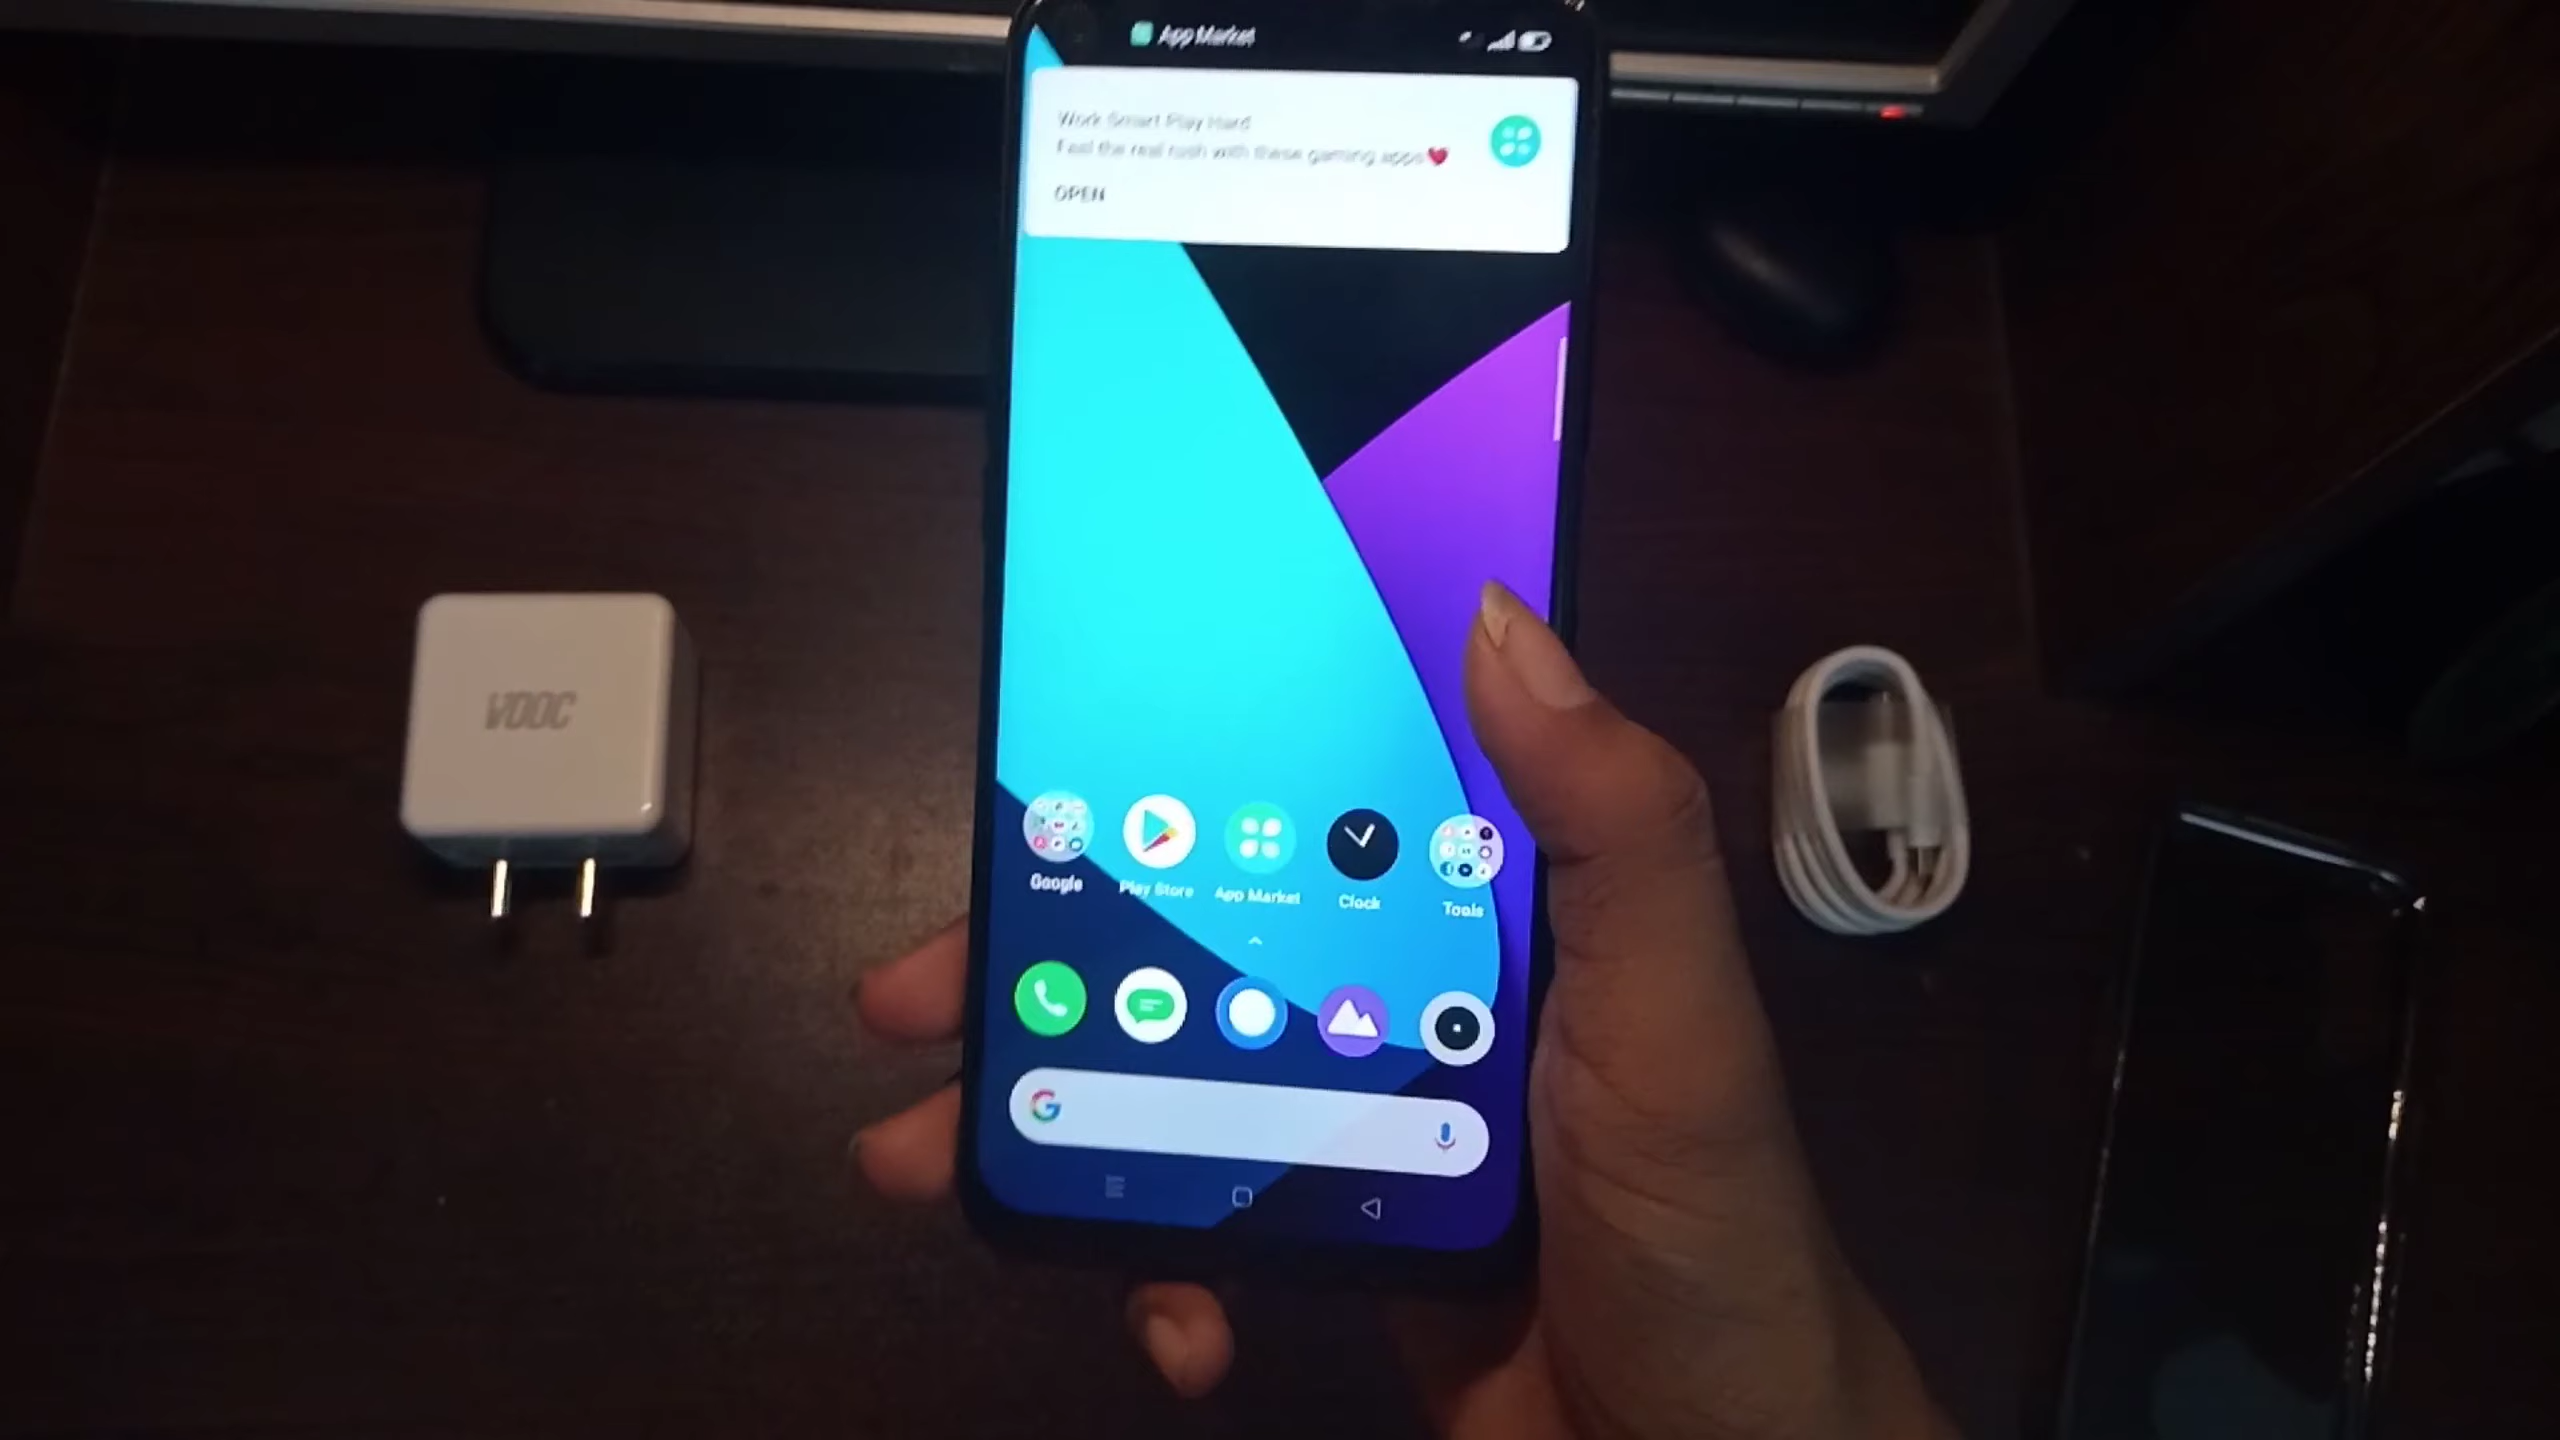 App Market
Work Smart Play Hard
Feel the real rush with these gaming apps❤
OPEN
VOOC
Google
Play Store
App Market
Clock
Tools
G